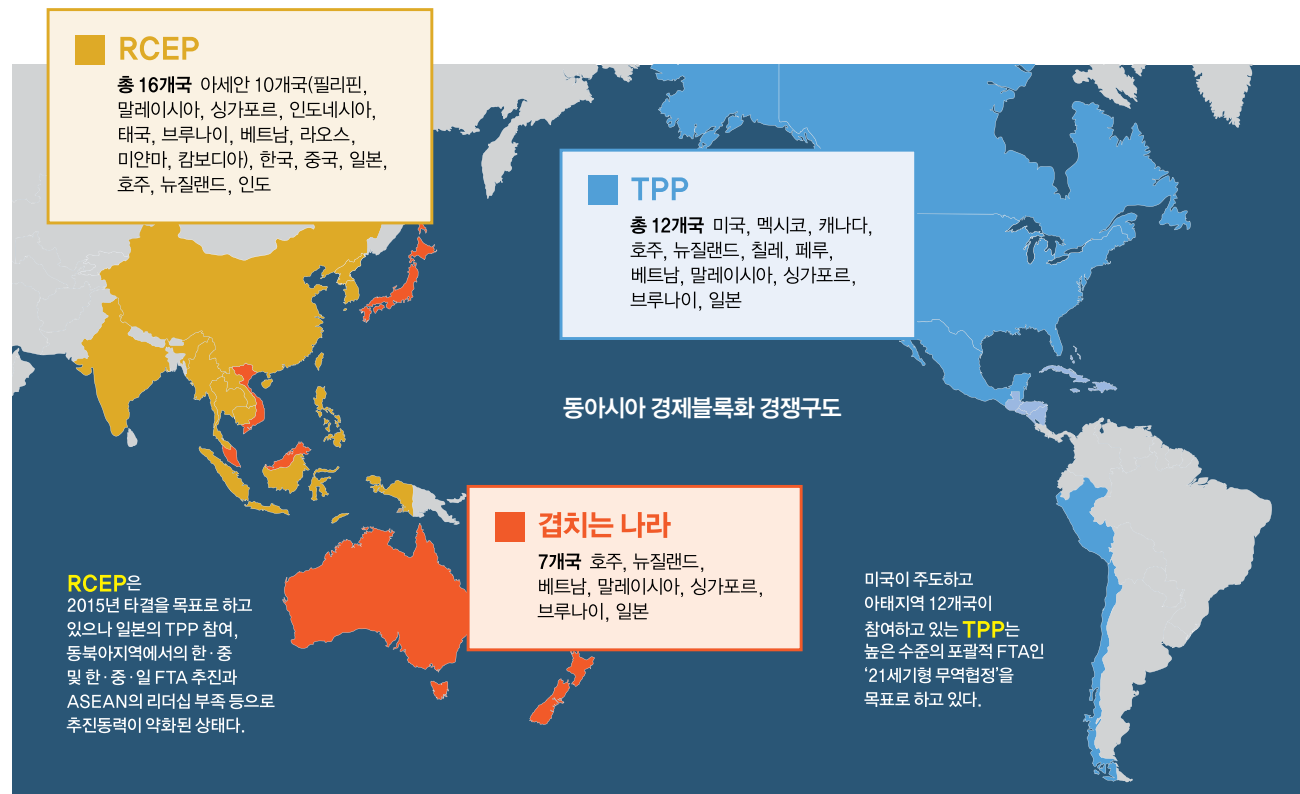 RCEP
총 16개국 아세안 10개국(필리핀,
말레이시아, 싱가포르, 인도네시아,
태국, 브루나이, 베트남, 라오스,
미얀마, 캄보디아), 한국, 중국, 일본,
호주, 뉴질랜드, 인도
TPP
총 12개국 미국, 멕시코, 캐나다,
호주, 뉴질랜드, 칠레, 페루,
베트남, 말레이시아, 싱가포르,
브루나이, 일본
동아시아 경제블록화 경쟁구도
겹치는 나라
7개국 호주, 뉴질랜드,
베트남, 말레이시아, 싱가포르,
브루나이, 일본
RCEP은
2015년 타결을 목표로 하고
있으나 일본의 TPP 참여,
동북아지역에서의 한·중
및 한·중·일 FTA 추진과
ASEAN의 리더십 부족 등으로
추진동력이 약화된 상태다.
미국이 주도하고
아태지역 12개국이
참여하고 있는 TPP는
높은 수준의 포괄적 FTA인
‘21세기형 무역협정’을
목표로 하고 있다.